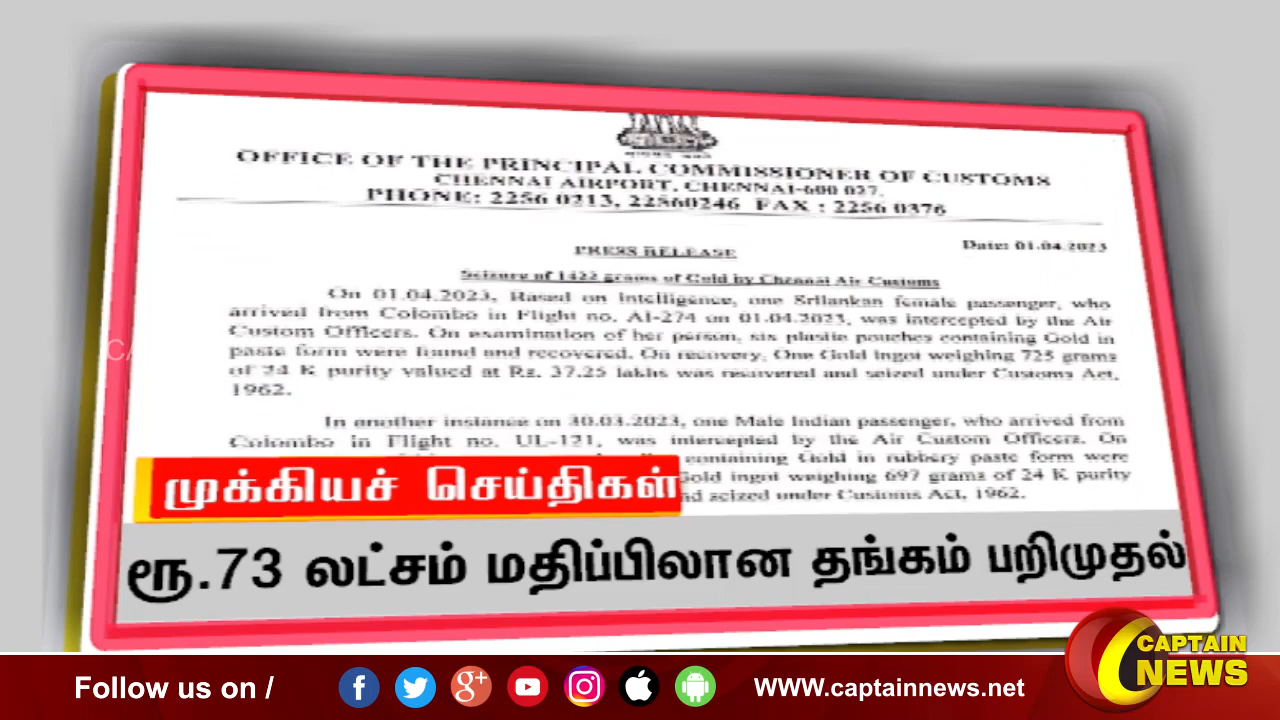 OFFICE OF THE PRINCIPAL COMMISSIONER OF CUSTOMS
CHENNAI AIRPORT, CHENNAI-600 027.
PHONE: 2256 0213, 22560246 FAX : 2256 0376
Date: 01.04.2023
PRESS RELEASE
Seizure of 1422 grams of Gold by Chennai Air Customs
On 01.04.2023, Based on Intelligence, one Srilankan female passenger, who
arrived from Colombo in Flight no. AI-274 on 01.04.2023, was intercepted by the Air
Custom Officers. On examination of her person, six plastic pouches containing Gold in
paste form were found and recovered. On recovery, One Gold ingot weighing 725 grams
of 24 K purity valued at Rs. 37.25 lakhs was recovered and seized under Customs Act,
1962.
In another instance on 30.03.2023, one Male Indian passenger, who arrived from
Colombo in Flight no. UL-121, was intercepted by the Air Custom Officers. On
containing Gold in rubbery paste form were
Gold ingot weighing 697 grams of 24 K purity
and seized under Customs Act, 1962.
முக்கியச் செய்திகள்
ரூ.73 லட்சம் மதிப்பிலான தங்கம் பறிமுதல்
CAPTAIN
NEWS
Follow us on / WWW.captainnews.net